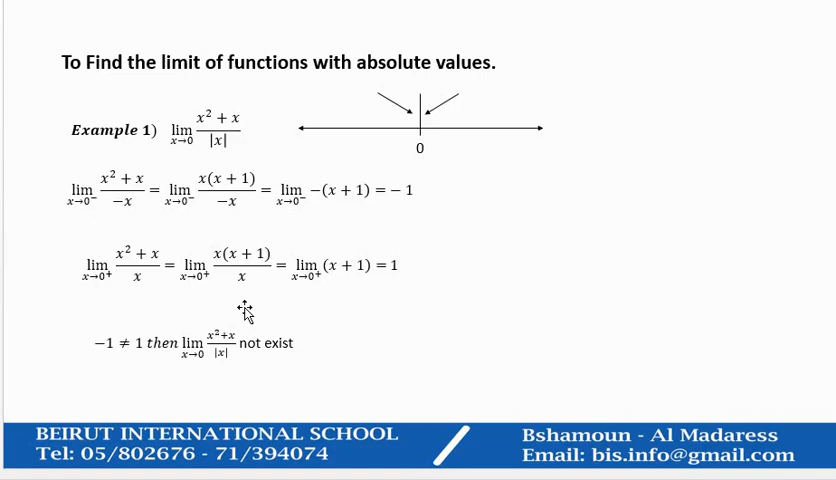 To Find the limit of functions with absolute values.
Example 1) lim x→0 x² + x / |x|
0
lim x→0⁻ x² + x / −x = lim x→0⁻ x(x + 1) / −x = lim x→0⁻ −(x + 1) = − 1
lim x→0⁺ x² + x / x = lim x→0⁺ x(x + 1) / x = lim x→0⁺ (x + 1) = 1
−1 ≠ 1 then lim x→0 x²+x / |x| not exist
BEIRUT INTERNATIONAL SCHOOL
Tel: 05/802676 - 71/394074
Bshamoun - Al Madaress
Email: bis.info@gmail.com